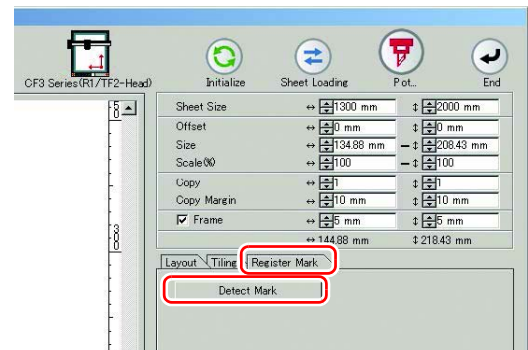 CF3 Series(R1/TF2-Head)
Initialize
Sheet Loading
Plot...
End
Sheet Size ↔ 1300 mm ↕ 2000 mm
Offset ↔ 0 mm ↕ 0 mm
Size ↔ 134.88 mm ↕ 208.43 mm
Scale(%) ↔ 100 ↕ 100
Copy ↔ 1 ↕ 1
Copy Margin ↔ 10 mm ↕ 10 mm
Frame ↔ 5 mm ↕ 5 mm
↔ 144.88 mm ↕ 218.43 mm
Layout Tiling Register Mark
Detect Mark